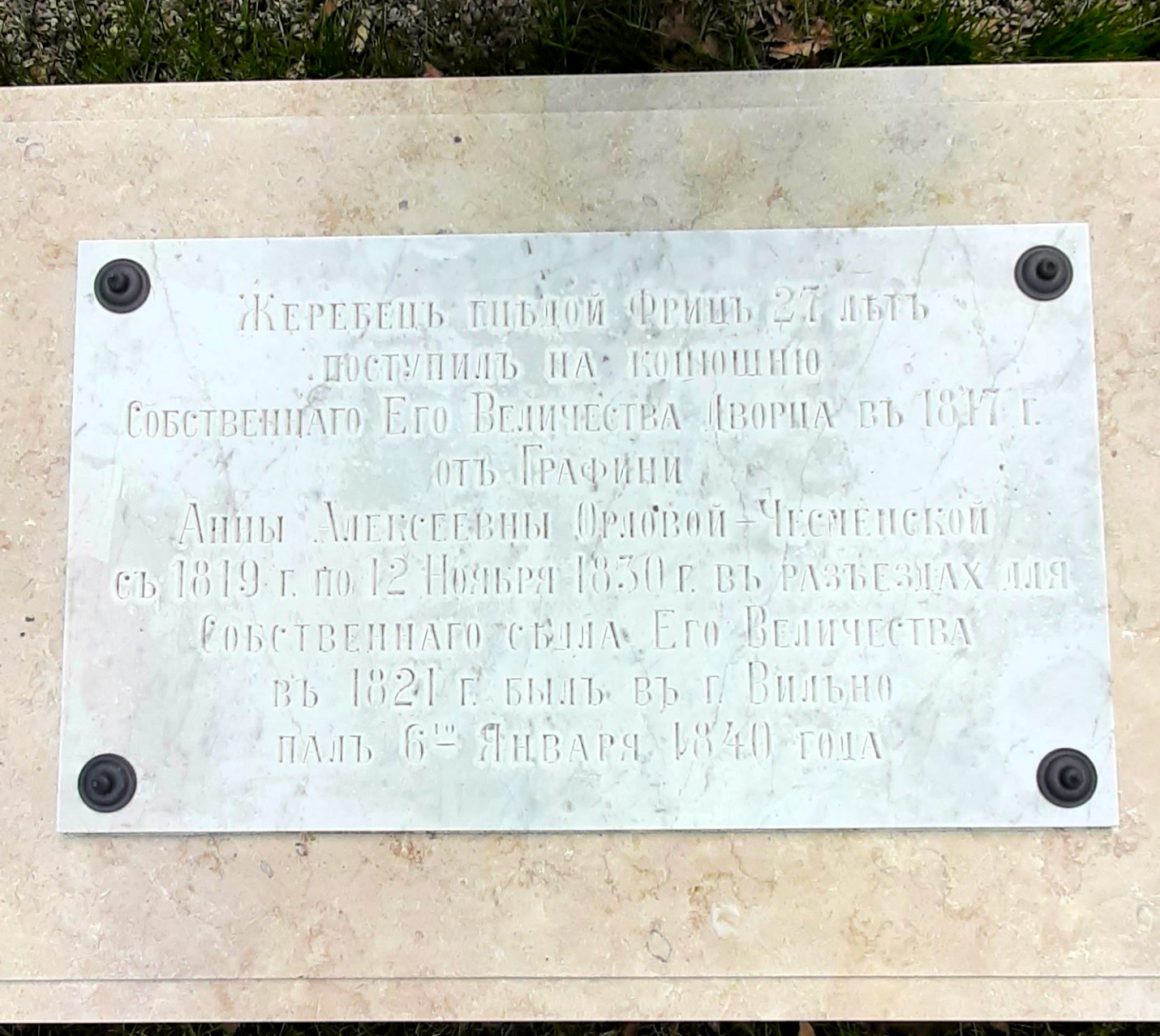 Жеребецъ гнѣдой Фрицъ 27 лѣтъ
поступилъ на конюшню
Собственнаго Его Величества Дворца въ 1817 г.
отъ Графини
Анны Алексеевны Орловой-Чесменской
съ 1819 г. по 12 Ноября 1830 г. въ разъездахъ для
Собственнаго сѣдла Его Величества
въ 1821 г. былъ въ г. Вильно
палъ 6го Января 1840 года